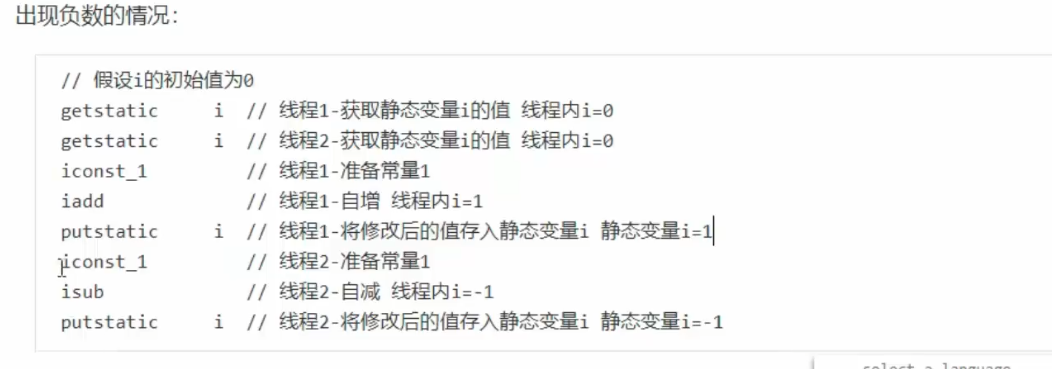 出现负数的情况：
// 假设i的初始值为0
getstatic i // 线程1-获取静态变量i的值 线程内i=0
getstatic i // 线程2-获取静态变量i的值 线程内i=0
iconst_1 // 线程1-准备常量1
iadd // 线程1-自增 线程内i=1
putstatic i // 线程1-将修改后的值存入静态变量i 静态变量i=1
iconst_1 // 线程2-准备常量1
isub // 线程2-自减 线程内i=-1
putstatic i // 线程2-将修改后的值存入静态变量i 静态变量i=-1
select a language